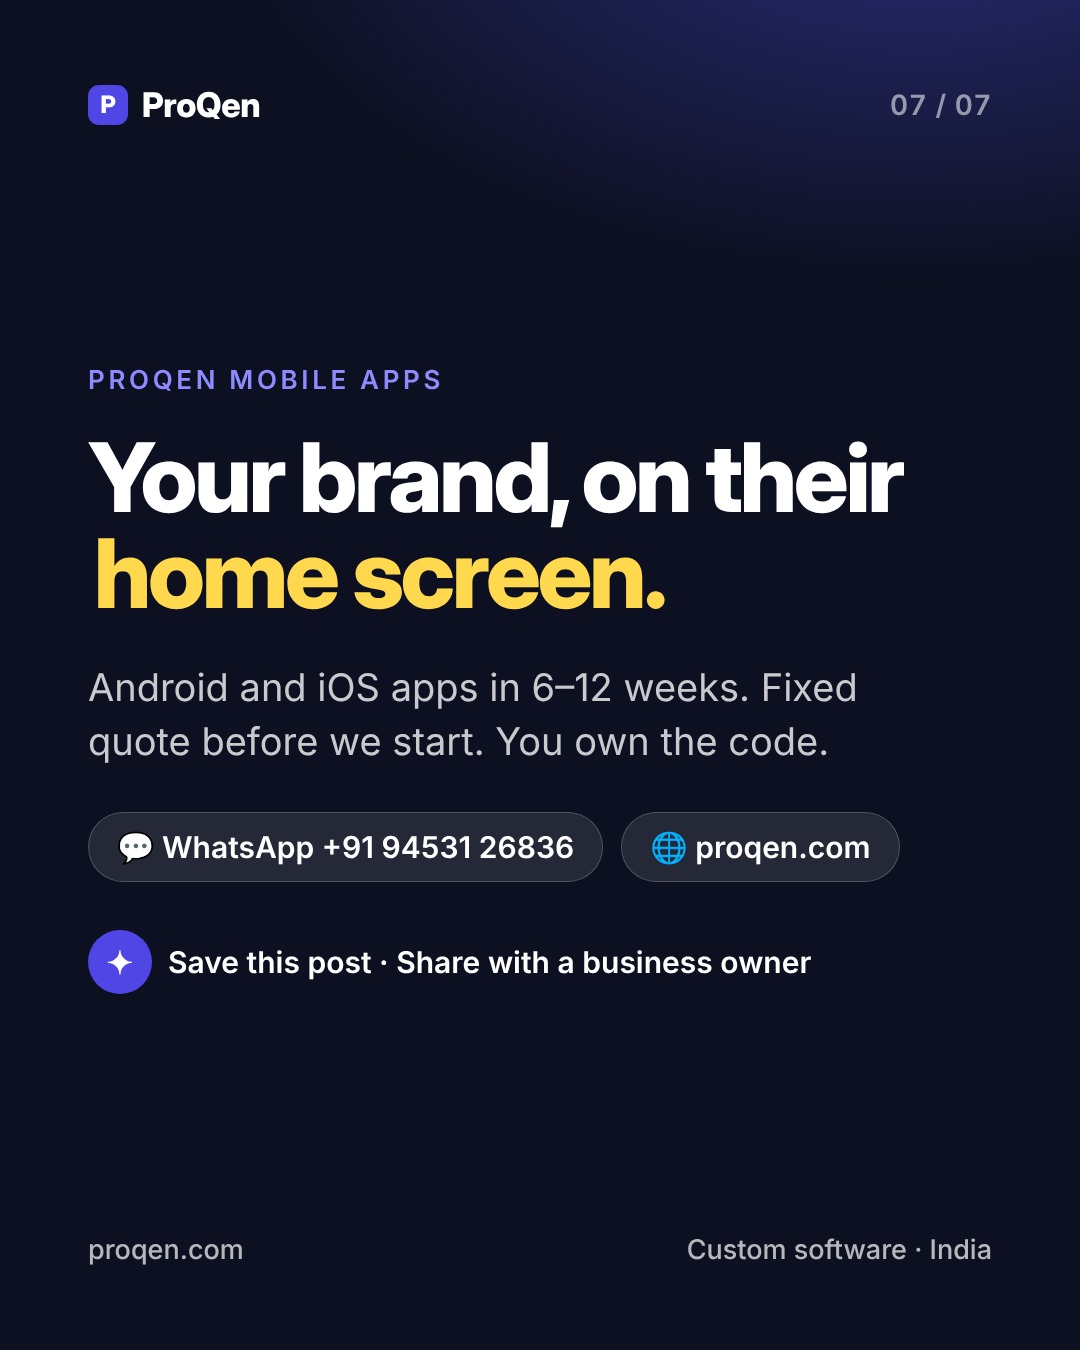 P ProQen
07 / 07
PROQEN MOBILE APPS
Your brand, on their
home screen.
Android and iOS apps in 6–12 weeks. Fixed
quote before we start. You own the code.
💬 WhatsApp +91 94531 26836
🌐 proqen.com
✦ Save this post · Share with a business owner
proqen.com
Custom software · India